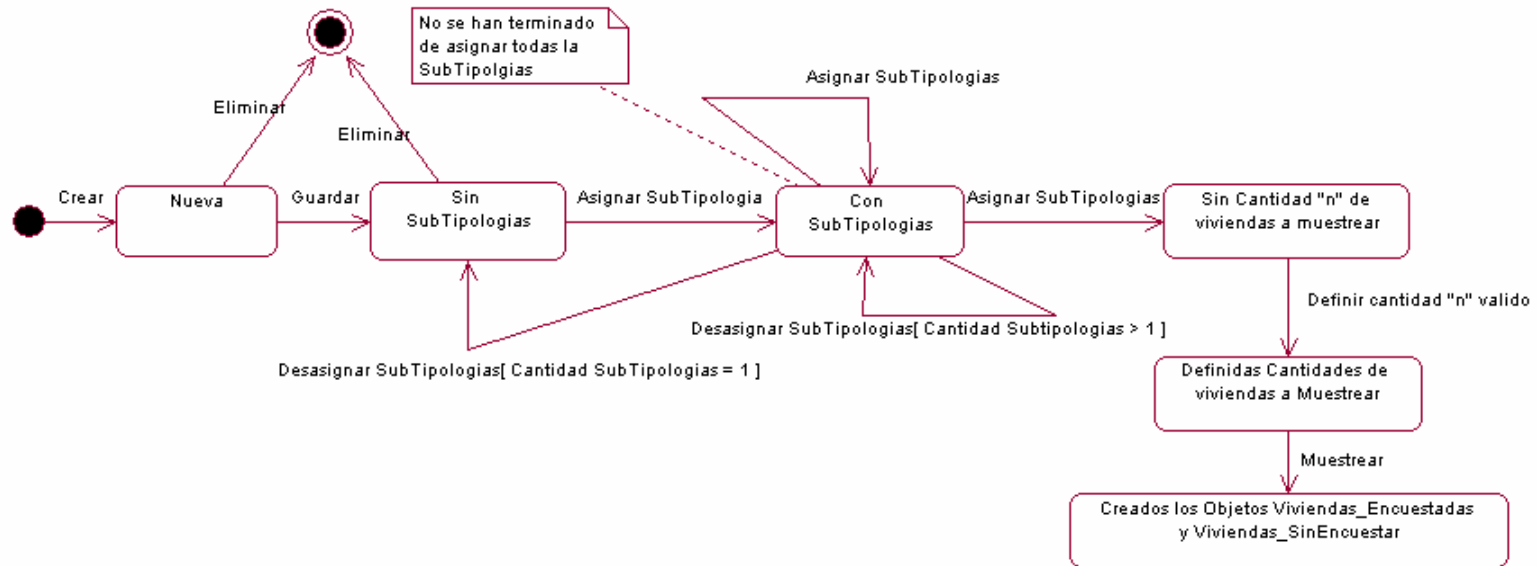 No se han terminado
de asignar todas la
SubTipolgias
Asignar SubTipologias
Eliminar
Eliminar
Crear
Nueva
Guardar
Sin
SubTipologias
Asignar SubTipologia
Con
SubTipologias
Asignar SubTipologias
Sin Cantidad "n" de
viviendas a muestrear
Definir cantidad "n" valido
Desasignar SubTipologias[ Cantidad Subtipologias > 1 ]
Desasignar SubTipologias[ Cantidad SubTipologias = 1 ]
Definidas Cantidades de
viviendas a Muestrear
Muestrear
Creados los Objetos Viviendas_Encuestadas
y Viviendas_SinEncuestar